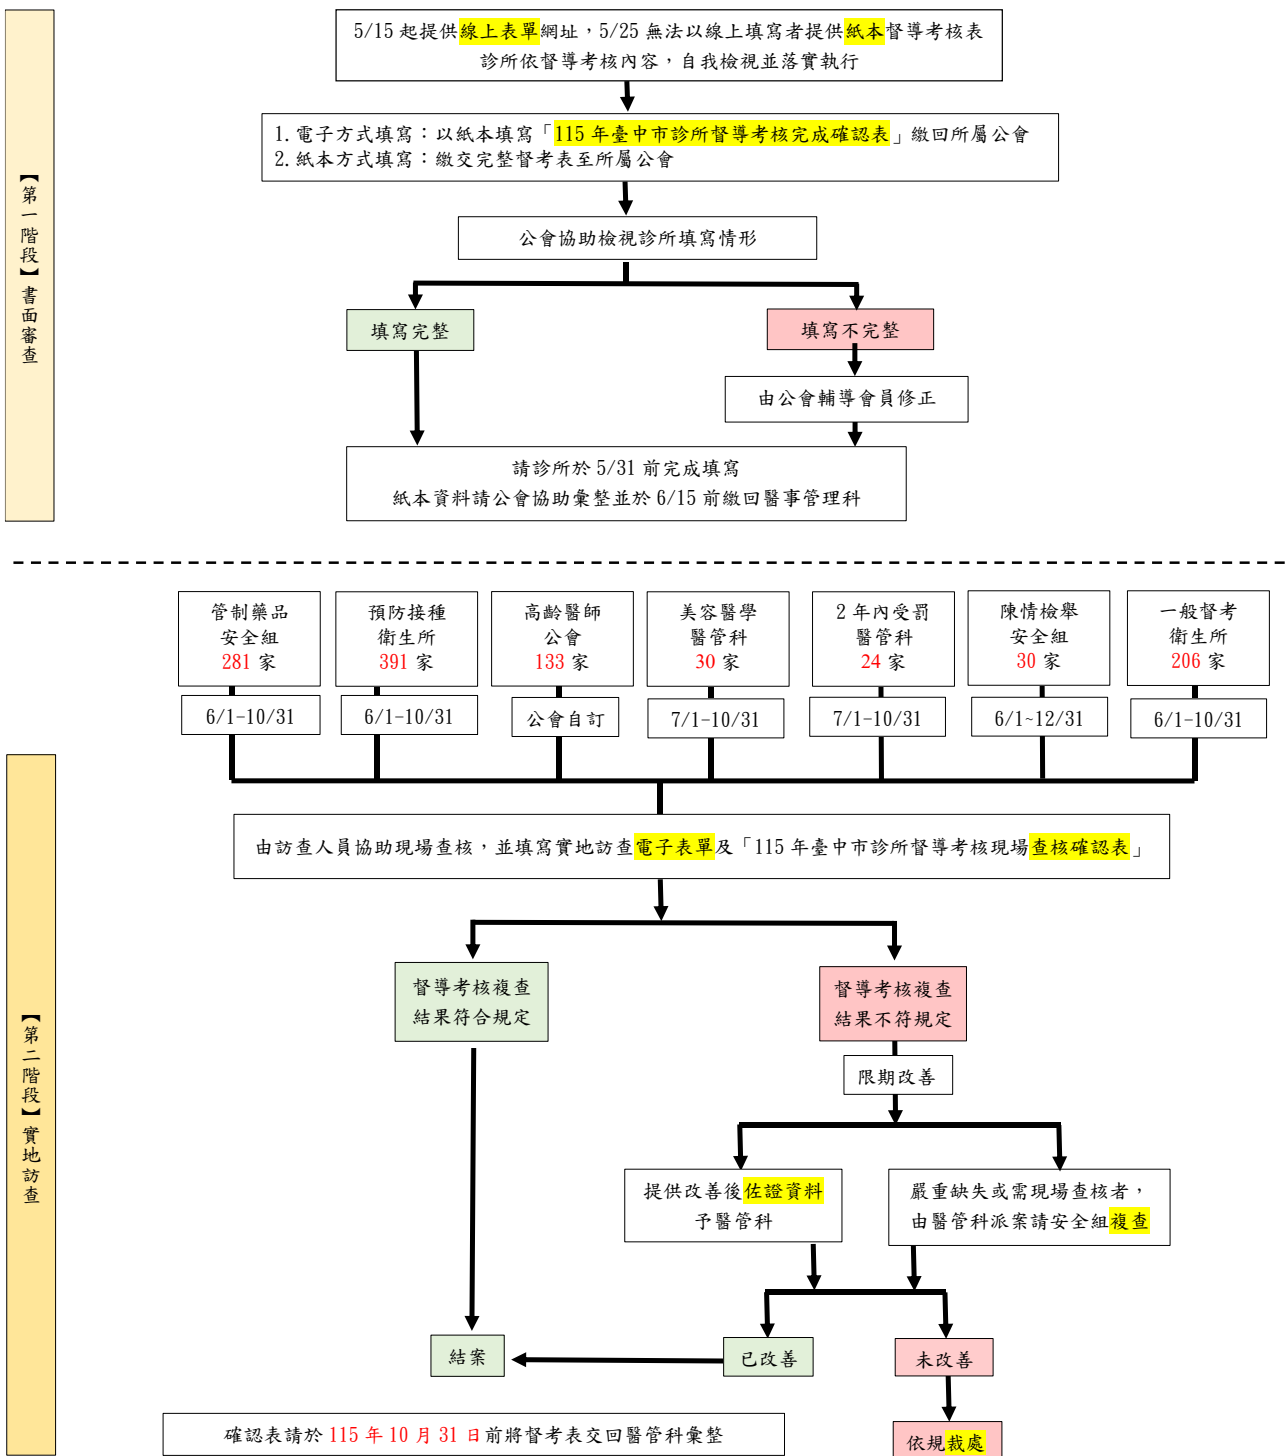 5/15 起提供線上表單網址，5/25 無法以線上填寫者提供紙本督導考核表
診所依督導考核內容，自我檢視並落實執行
1.電子方式填寫：以紙本填寫「115 年臺中市診所督導考核完成確認表」繳回所屬公會
2.紙本方式填寫：繳交完整督考表至所屬公會
【第一階段】書面審查
公會協助檢視診所填寫情形
填寫完整
填寫不完整
由公會輔導會員修正
請診所於 5/31 前完成填寫
紙本資料請公會協助彙整並於 6/15 前繳回醫事管理科
管制藥品
安全組
281 家
預防接種
衛生所
391 家
高齡醫師
公會
133 家
美容醫學
醫管科
30 家
2 年內受罰
醫管科
24 家
陳情檢舉
安全組
30 家
一般督考
衛生所
206 家
6/1-10/31
6/1-10/31
公會自訂
7/1-10/31
7/1-10/31
6/1~12/31
6/1-10/31
【第二階段】實地訪查
由訪查人員協助現場查核，並填寫實地訪查電子表單及「115 年臺中市診所督導考核現場查核確認表」
督導考核複查
結果符合規定
督導考核複查
結果不符規定
限期改善
提供改善後佐證資料
予醫管科
嚴重缺失或需現場查核者，
由醫管科派案請安全組複查
結案
已改善
未改善
確認表請於 115 年 10 月 31 日前將督考表交回醫管科彙整
依規裁處